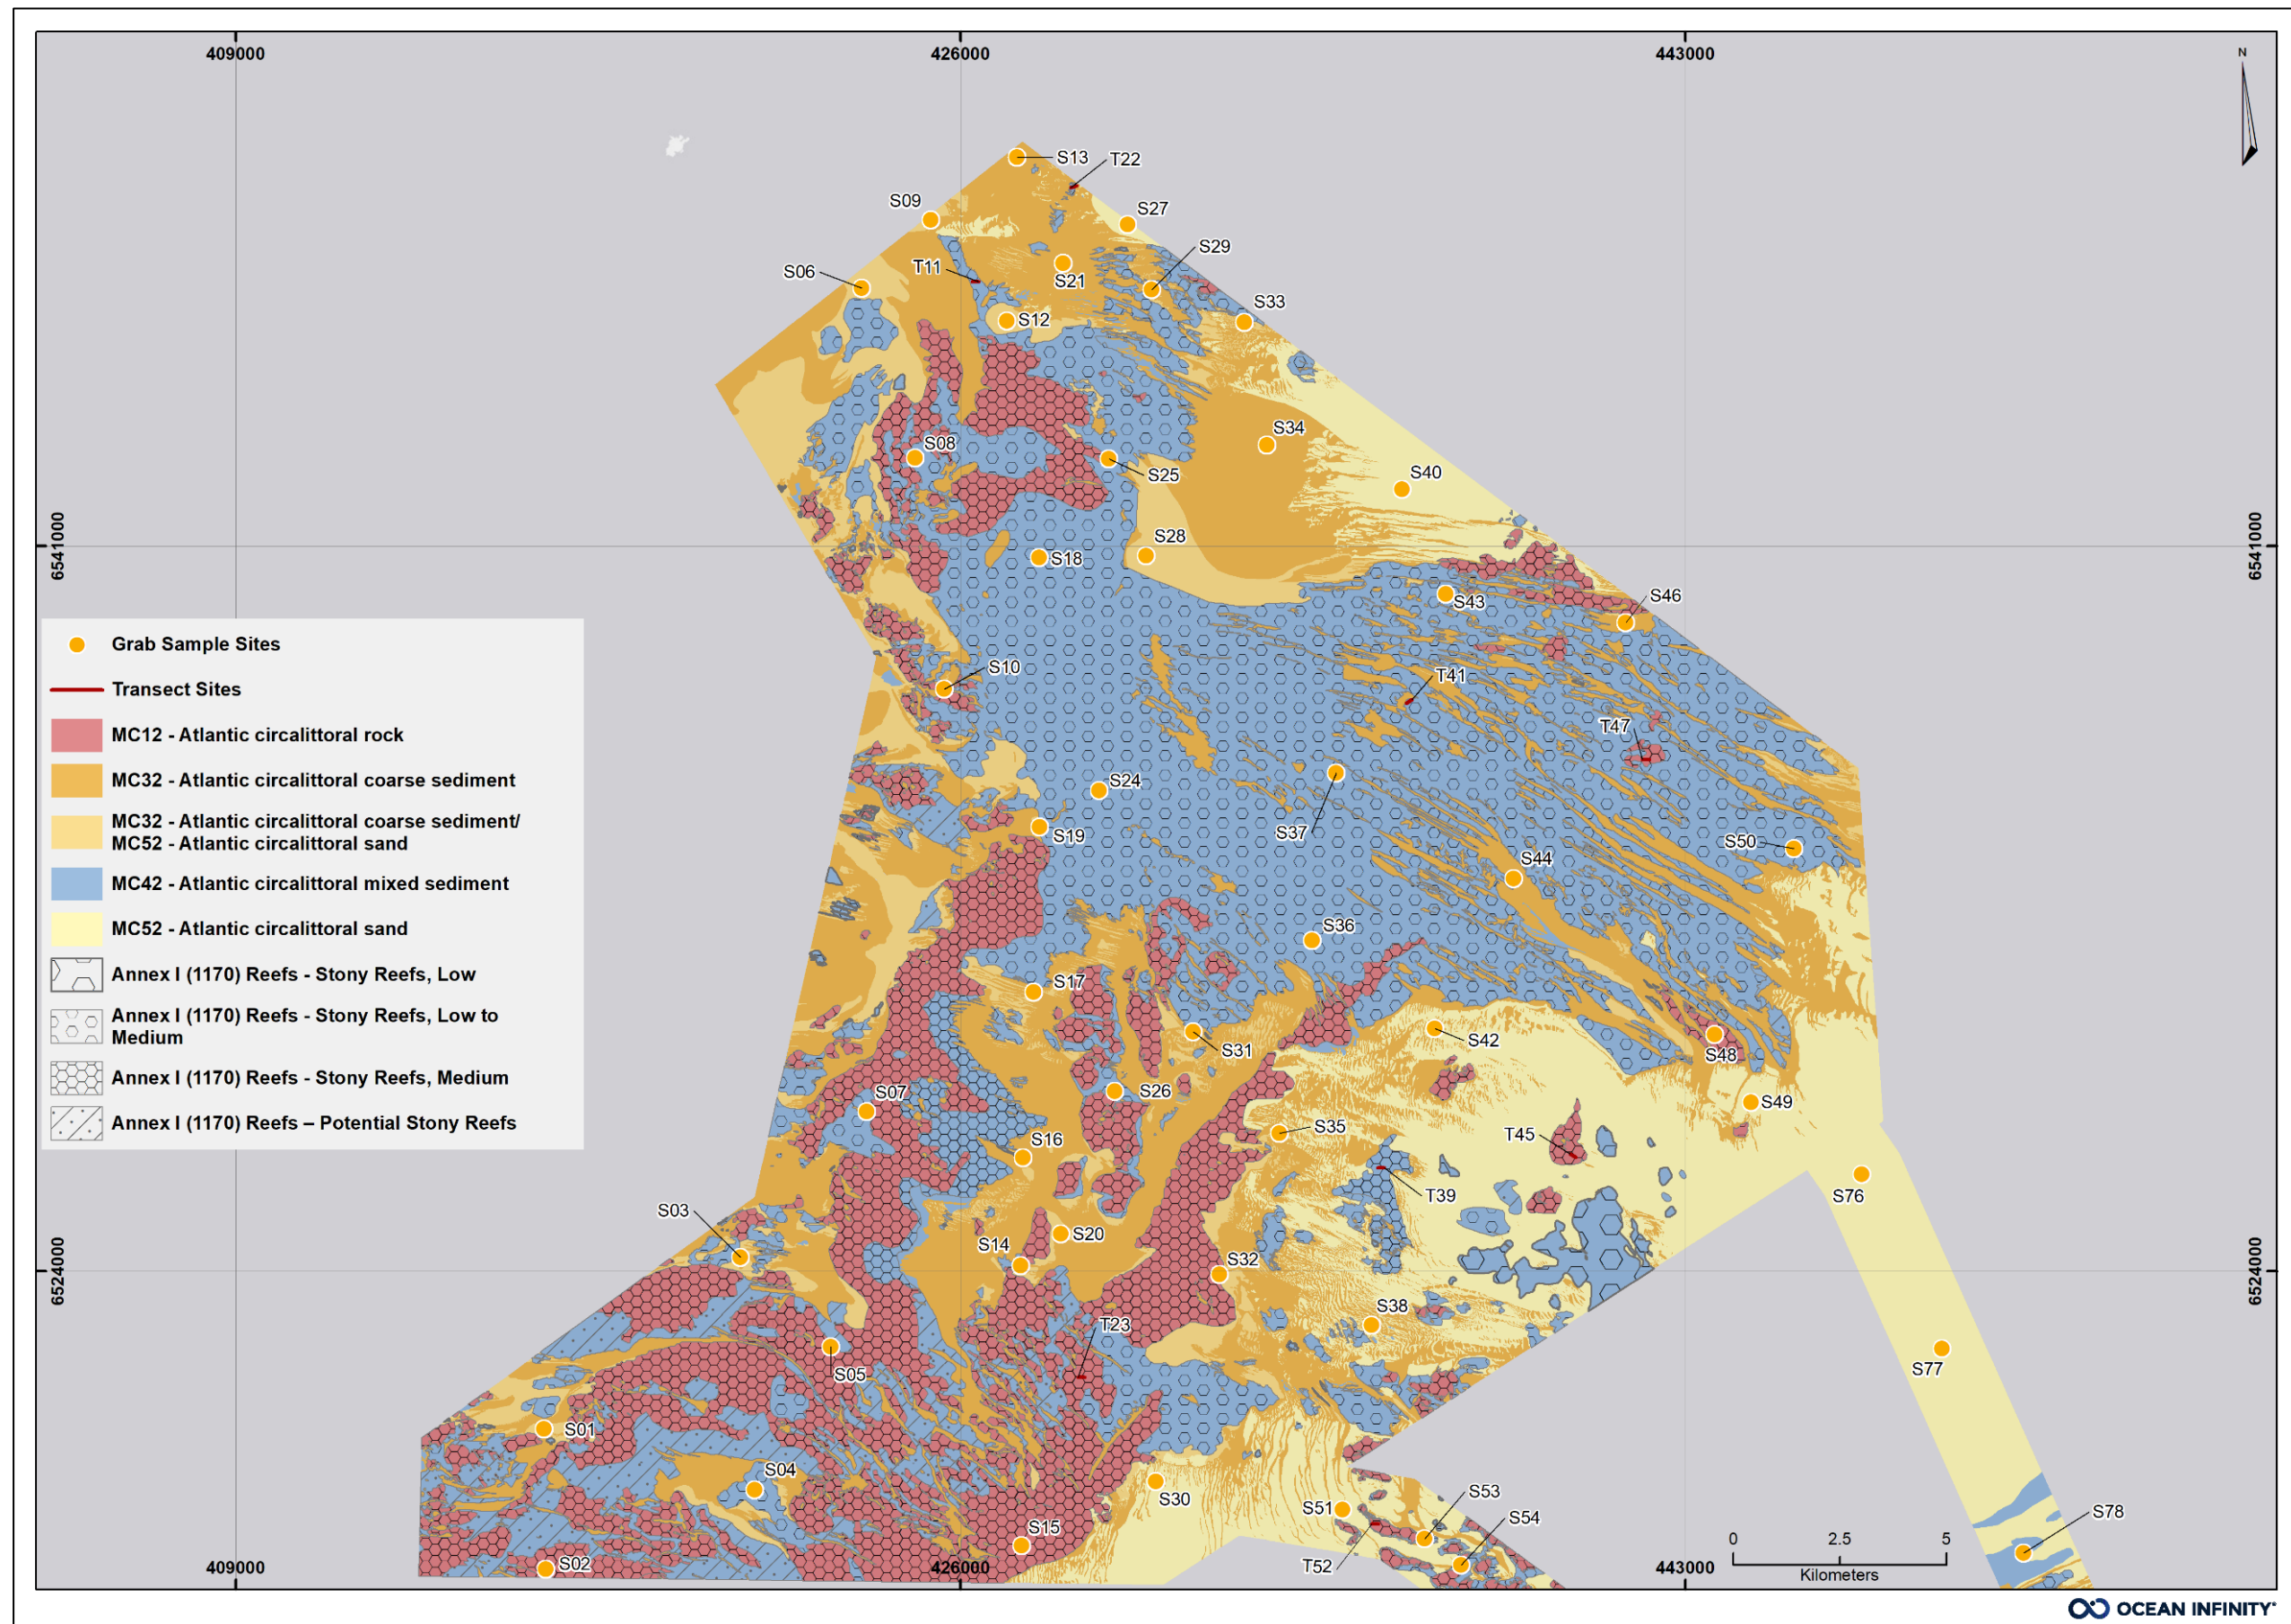 409000
426000
443000
N
S13
T22
S09
S27
S29
T11
S06
S21
S33
S12
S34
S08
S25
S40
6541000
6541000
S28
S18
S43
S46
Grab Sample Sites
S10
T41
Transect Sites
T47
MC12 - Atlantic circalittoral rock
MC32 - Atlantic circalittoral coarse sediment
S24
MC32 - Atlantic circalittoral coarse sediment/
MC52 - Atlantic circalittoral sand
S19
S37
S50
S44
MC42 - Atlantic circalittoral mixed sediment
MC52 - Atlantic circalittoral sand
S36
Annex I (1170) Reefs - Stony Reefs, Low
S17
Annex I (1170) Reefs - Stony Reefs, Low to
Medium
S42
S31
S48
Annex I (1170) Reefs - Stony Reefs, Medium
S07
S26
S49
Annex I (1170) Reefs – Potential Stony Reefs
S35
T45
S16
S76
T39
S03
S20
S14
S32
6524000
6524000
S38
T23
S77
S05
S01
S04
S30
S53
S51
S54
S78
S15
0 2.5 5
Kilometers
S02
T52
409000
426000
443000
OCEAN INFINITY®